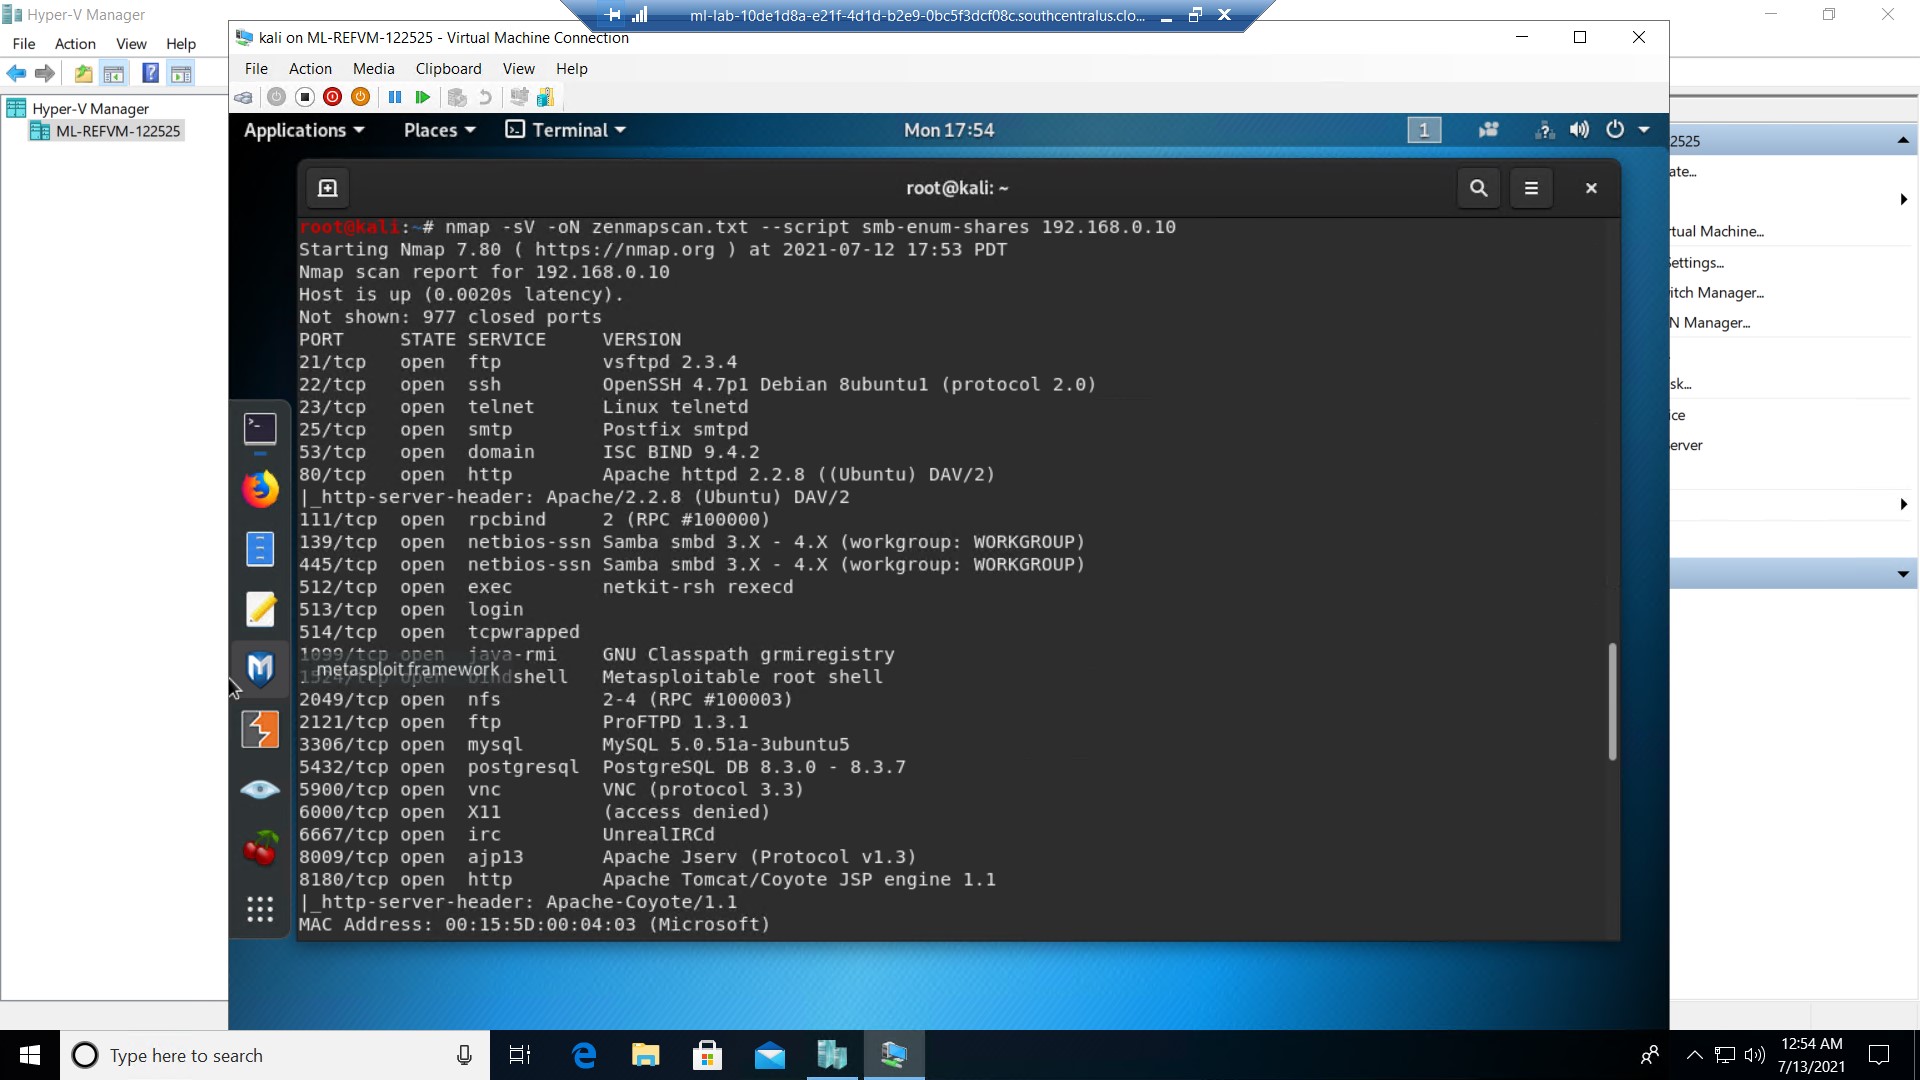 Hyper-V Manager
File Action View Help
Hyper-V Manager
ML-REFVM-122525
ml-lab-10de1d8a-e21f-4d1d-b2e9-0bc5f3dcf08c.southcentralus.clo...
kali on ML-REFVM-122525 - Virtual Machine Connection
File Action Media Clipboard View Help
Applications Places Terminal Mon 17:54 1
root@kali: ~
root@kali:~# nmap -sV -oN zenmapscan.txt --script smb-enum-shares 192.168.0.10
Starting Nmap 7.80 ( https://nmap.org ) at 2021-07-12 17:53 PDT
Nmap scan report for 192.168.0.10
Host is up (0.0020s latency).
Not shown: 977 closed ports
PORT STATE SERVICE VERSION
21/tcp open ftp vsftpd 2.3.4
22/tcp open ssh OpenSSH 4.7p1 Debian 8ubuntu1 (protocol 2.0)
23/tcp open telnet Linux telnetd
25/tcp open smtp Postfix smtpd
53/tcp open domain ISC BIND 9.4.2
80/tcp open http Apache httpd 2.2.8 ((Ubuntu) DAV/2)
|_http-server-header: Apache/2.2.8 (Ubuntu) DAV/2
111/tcp open rpcbind 2 (RPC #100000)
139/tcp open netbios-ssn Samba smbd 3.X - 4.X (workgroup: WORKGROUP)
445/tcp open netbios-ssn Samba smbd 3.X - 4.X (workgroup: WORKGROUP)
512/tcp open exec netkit-rsh rexecd
513/tcp open login
514/tcp open tcpwrapped
1099/tcp open java-rmi GNU Classpath grmiregistry
metasploit framework
1524/tcp open bindshell Metasploitable root shell
2049/tcp open nfs 2-4 (RPC #100003)
2121/tcp open ftp ProFTPD 1.3.1
3306/tcp open mysql MySQL 5.0.51a-3ubuntu5
5432/tcp open postgresql PostgreSQL DB 8.3.0 - 8.3.7
5900/tcp open vnc VNC (protocol 3.3)
6000/tcp open X11 (access denied)
6667/tcp open irc UnrealIRCd
8009/tcp open ajp13 Apache Jserv (Protocol v1.3)
8180/tcp open http Apache Tomcat/Coyote JSP engine 1.1
|_http-server-header: Apache-Coyote/1.1
MAC Address: 00:15:5D:00:04:03 (Microsoft)
2525
ate...
rtual Machine...
Settings...
itch Manager...
N Manager...
sk...
ice
erver
Type here to search
12:54 AM
7/13/2021